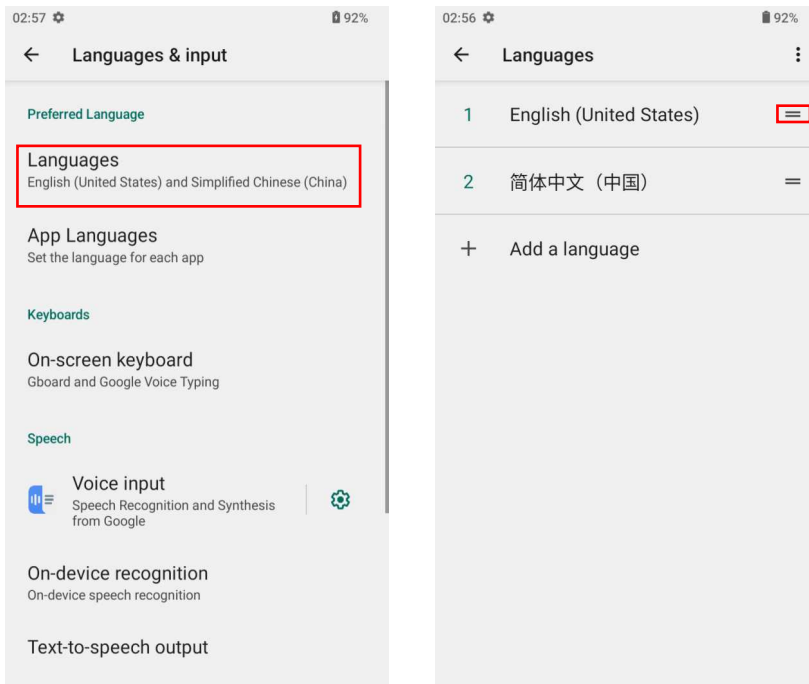 02:57 92%
Languages & input
Preferred Language
Languages
English (United States) and Simplified Chinese (China)
App Languages
Set the language for each app
Keyboards
On-screen keyboard
Gboard and Google Voice Typing
Speech
Voice input
Speech Recognition and Synthesis
from Google
On-device recognition
On-device speech recognition
Text-to-speech output
02:56 92%
Languages
1 English (United States)
2 简体中文（中国）
+ Add a language